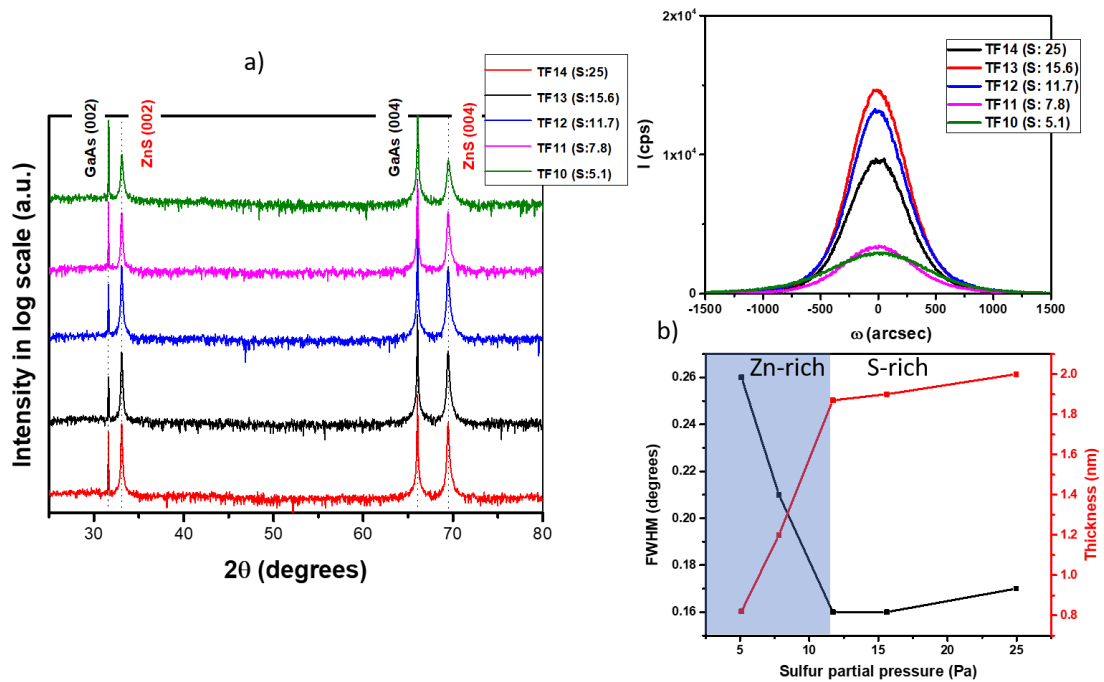 a)
TF14 (S:25)
TF13 (S:15.6)
TF12 (S:11.7)
TF11 (S:7.8)
TF10 (S:5.1)
GaAs (002)
ZnS (002)
GaAs (004)
ZnS (004)
Intensity in log scale (a.u.)
30 40 50 60 70 80
2θ (degrees)
2x10⁴
1x10⁴
0
I (cps)
TF14 (S: 25)
TF13 (S: 15.6)
TF12 (S: 11.7)
TF11 (S: 7.8)
TF10 (S: 5.1)
-1500 -1000 -500 0 500 1000 1500
ω (arcsec)
b)
Zn-rich S-rich
0.26
0.24
0.22
0.20
0.18
0.16
FWHM (degrees)
2.0
1.8
1.6
1.4
1.2
1.0
0.8
Thickness (nm)
5 10 15 20 25
Sulfur partial pressure (Pa)